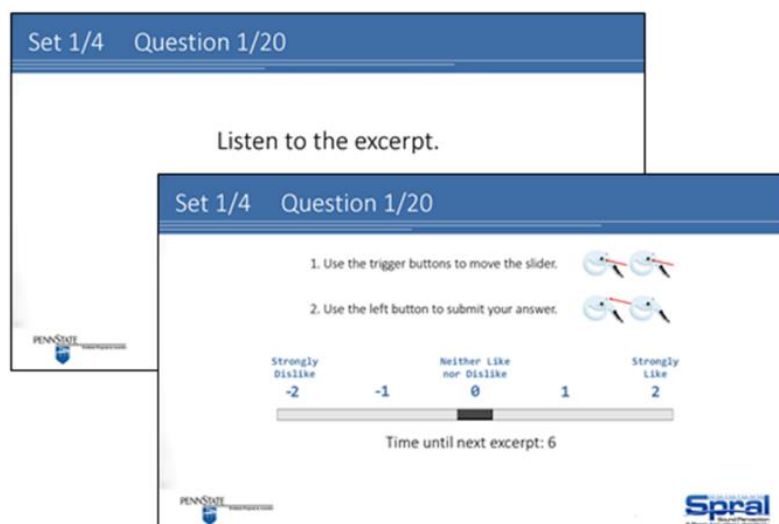 Set 1/4 Question 1/20
Listen to the excerpt.
PENNSTATE
Set 1/4 Question 1/20
1. Use the trigger buttons to move the slider.
2. Use the left button to submit your answer.
Strongly Dislike
Neither Like nor Dislike
Strongly Like
-2 -1 0 1 2
Time until next excerpt: 6
PENNSTATE
Spral
Sound Perception